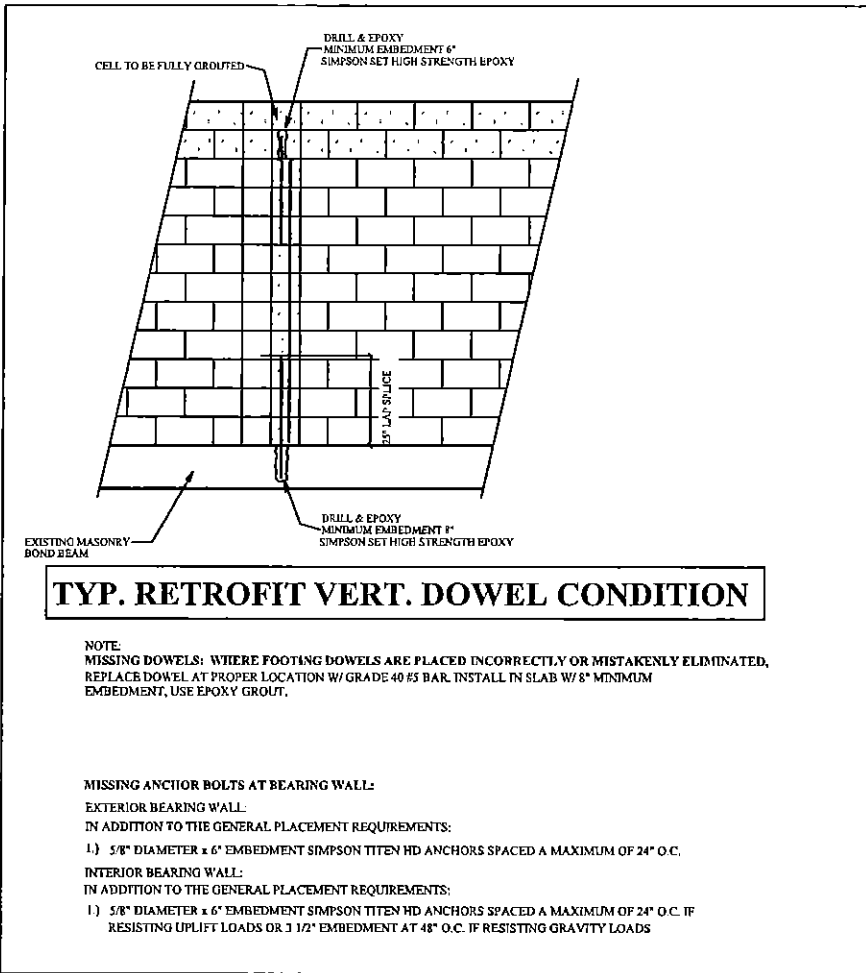 DRILL & EPOXY
MINIMUM EMBEDMENT 6"
SIMPSON SET HIGH STRENGTH EPOXY
CELL TO BE FULLY GROUTED
25" LAP SPLICE
DRILL & EPOXY
MINIMUM EMBEDMENT 8"
SIMPSON SET HIGH STRENGTH EPOXY
EXISTING MASONRY
BOND BEAM
TYP. RETROFIT VERT. DOWEL CONDITION
NOTE:
MISSING DOWELS: WHERE FOOTING DOWELS ARE PLACED INCORRECTLY OR MISTAKENLY ELIMINATED,
REPLACE DOWEL AT PROPER LOCATION W/ GRADE 40 #5 BAR. INSTALL IN SLAB W/ 8" MINIMUM
EMBEDMENT, USE EPOXY GROUT.
MISSING ANCHOR BOLTS AT BEARING WALL:
EXTERIOR BEARING WALL:
IN ADDITION TO THE GENERAL PLACEMENT REQUIREMENTS:
1.) 5/8" DIAMETER x 6" EMBEDMENT SIMPSON TITEN HD ANCHORS SPACED A MAXIMUM OF 24" O.C.
INTERIOR BEARING WALL:
IN ADDITION TO THE GENERAL PLACEMENT REQUIREMENTS:
1.) 5/8" DIAMETER x 6" EMBEDMENT SIMPSON TITEN HD ANCHORS SPACED A MAXIMUM OF 24" O.C. IF
RESISTING UPLIFT LOADS OR 3 1/2" EMBEDMENT AT 48" O.C. IF RESISTING GRAVITY LOADS